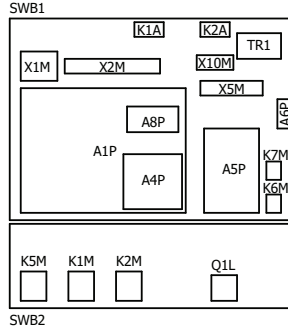 SWB1
K1A K2A
TR1
X1M X2M X10M
X5M
A6P
A8P
A1P
K7M
A4P A5P
K6M
K5M K1M K2M Q1L
SWB2